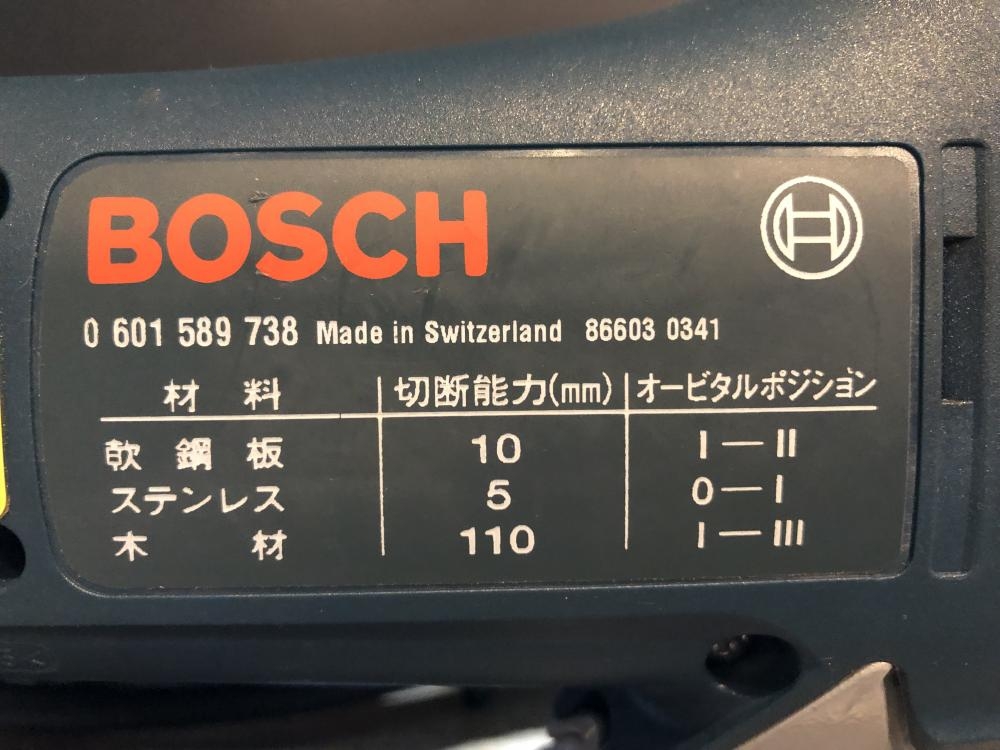 BOSCH
0 601 589 738 Made in Switzerland 86603 0341
材料 切断能力(mm) オービタルポジション
軟鋼板 10 I—II
ステンレス 5 0—I
木材 110 I—III